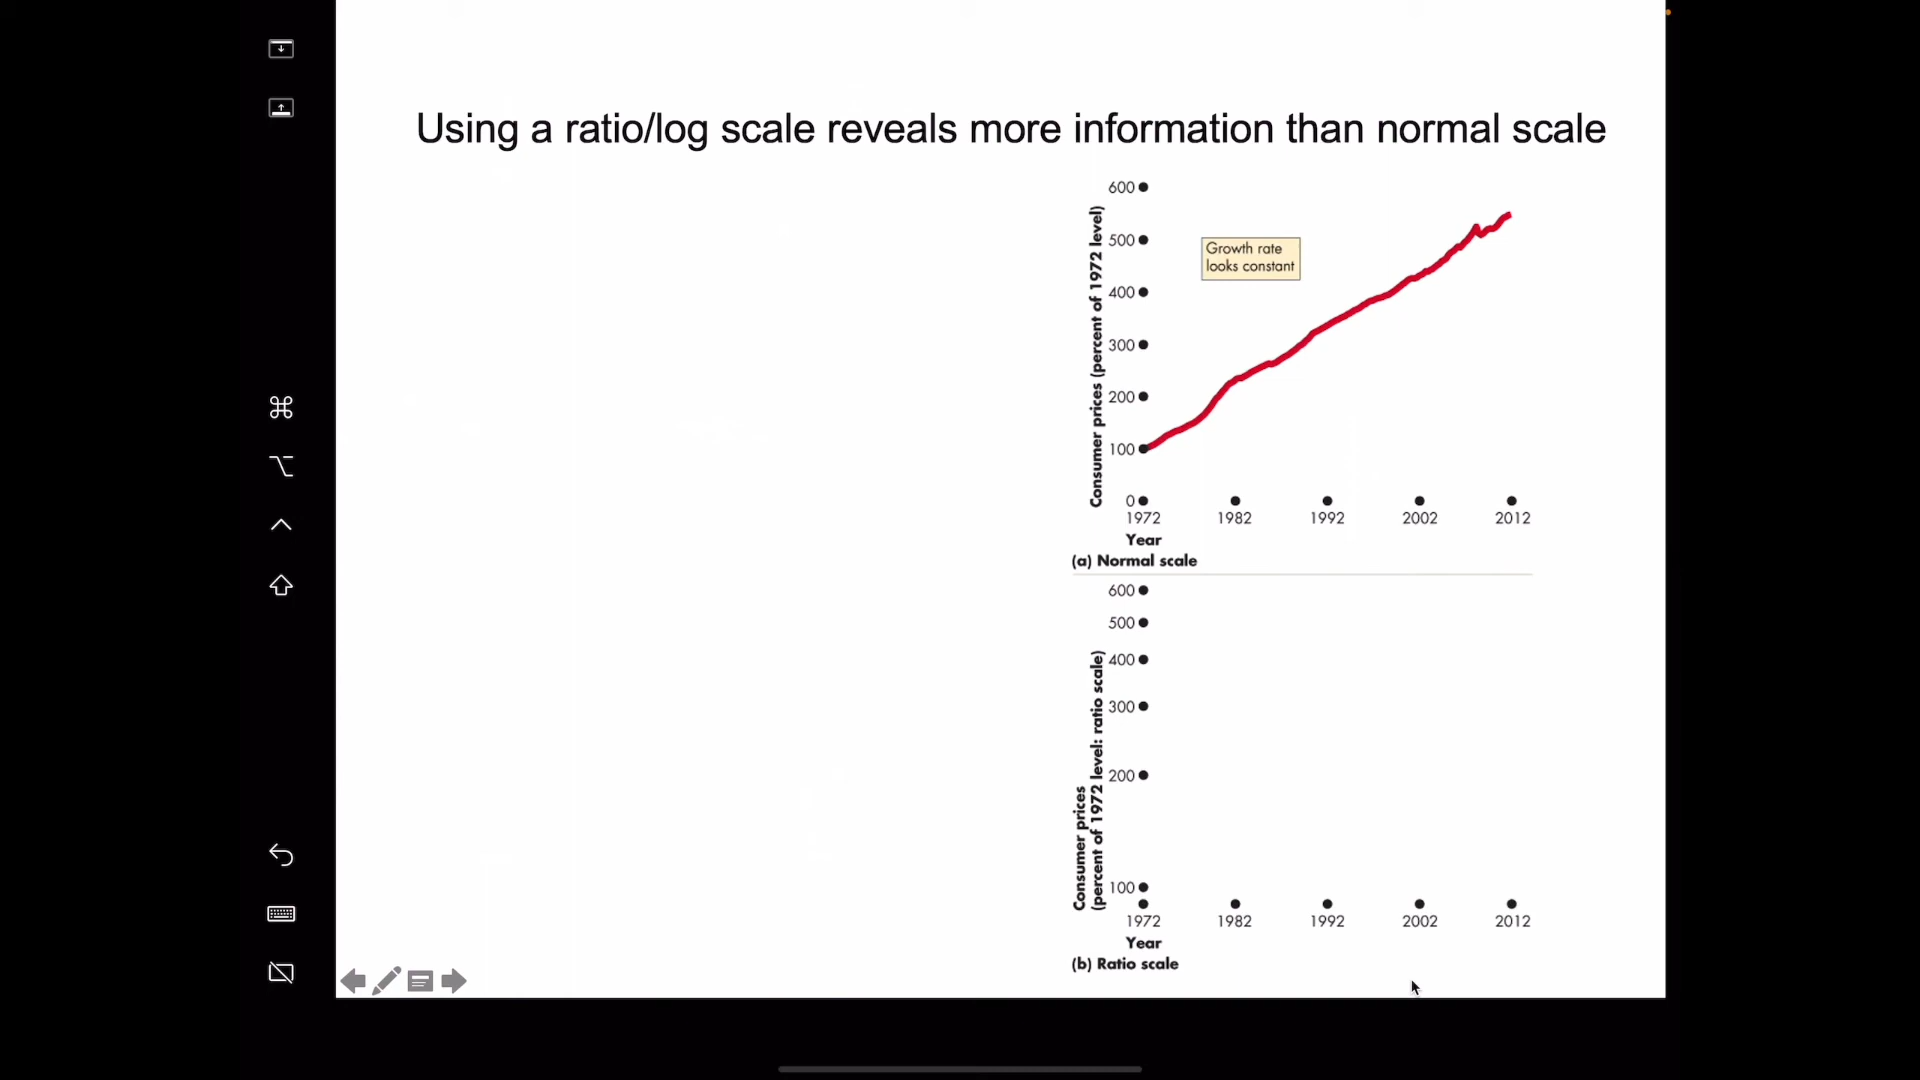 Using a ratio/log scale reveals more information than normal scale
Consumer prices (percent of 1972 level)
600
500
400
300
200
100
0
Growth rate
looks constant
1972 1982 1992 2002 2012
Year
(a) Normal scale
Consumer prices
(percent of 1972 level: ratio scale)
600
500
400
300
200
100
1972 1982 1992 2002 2012
Year
(b) Ratio scale